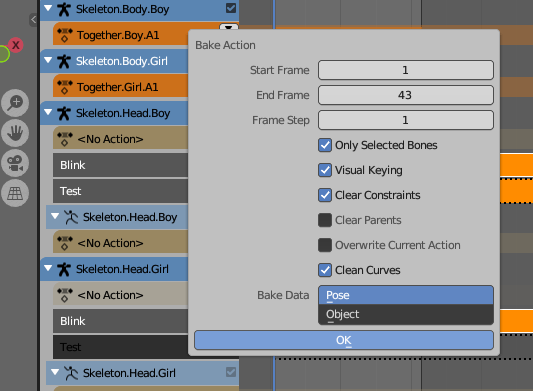 X
Skeleton.Body.Boy
Together.Boy.A1
Skeleton.Body.Girl
Together.Girl.A1
Skeleton.Head.Boy
<No Action>
Blink
Test
Skeleton.Head.Boy
<No Action>
Skeleton.Head.Girl
<No Action>
Blink
Test
Skeleton.Head.Girl
Bake Action
Start Frame 1
End Frame 43
Frame Step 1
Only Selected Bones
Visual Keying
Clear Constraints
Clear Parents
Overwrite Current Action
Clean Curves
Bake Data Pose
Object
OK